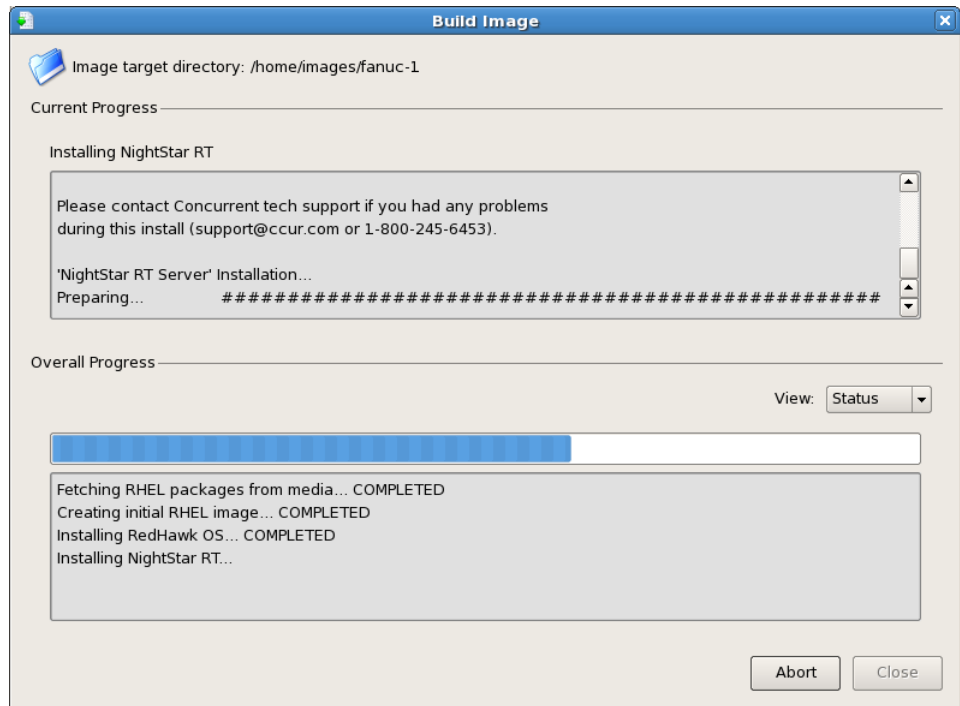 Build Image
Image target directory: /home/images/fanuc-1
Current Progress
Installing NightStar RT
Please contact Concurrent tech support if you had any problems
during this install (support@ccur.com or 1-800-245-6453).
'NightStar RT Server' Installation...
Preparing... ##################################################
Overall Progress
View: Status
Fetching RHEL packages from media... COMPLETED
Creating initial RHEL image... COMPLETED
Installing RedHawk OS... COMPLETED
Installing NightStar RT...
Abort Close